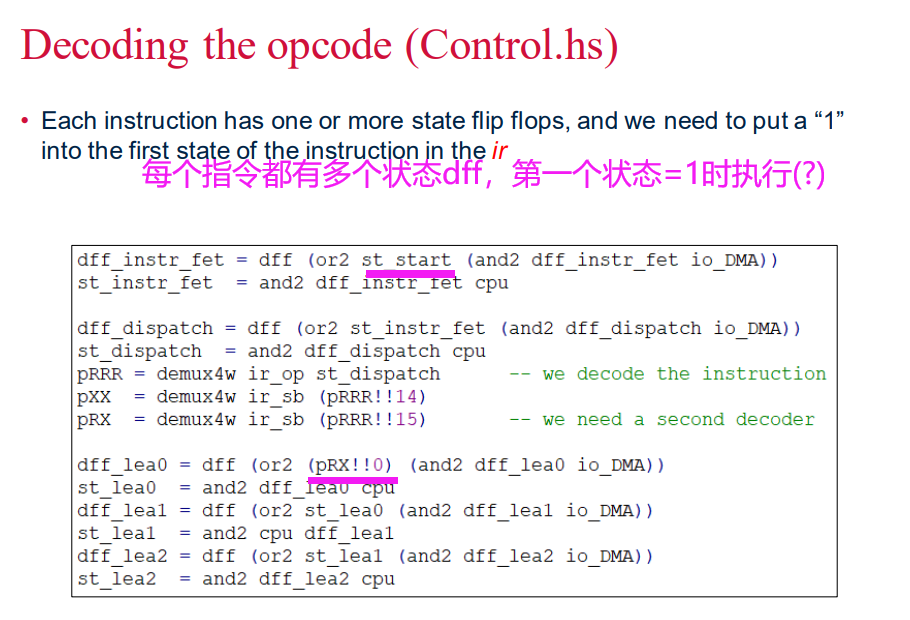 Decoding the opcode (Control.hs)
• Each instruction has one or more state flip flops, and we need to put a “1”
into the first state of the instruction in the ir
每个指令都有多个状态dff，第一个状态=1时执行(?)
dff_instr_fet = dff (or2 st_start (and2 dff_instr_fet io_DMA))
st_instr_fet  = and2 dff_instr_fet cpu
dff_dispatch = dff (or2 st_instr_fet (and2 dff_dispatch io_DMA))
st_dispatch  = and2 dff_dispatch cpu
pRRR = demux4w ir_op st_dispatch      -- we decode the instruction
pXX  = demux4w ir_sb (pRRR!!14)
pRX  = demux4w ir_sb (pRRR!!15)       -- we need a second decoder
dff_lea0 = dff (or2 (pRX!!0) (and2 dff_lea0 io_DMA))
st_lea0  = and2 dff_lea0 cpu
dff_lea1 = dff (or2 st_lea0 (and2 dff_lea1 io_DMA))
st_lea1  = and2 cpu dff_lea1
dff_lea2 = dff (or2 st_lea1 (and2 dff_lea2 io_DMA))
st_lea2  = and2 dff_lea2 cpu